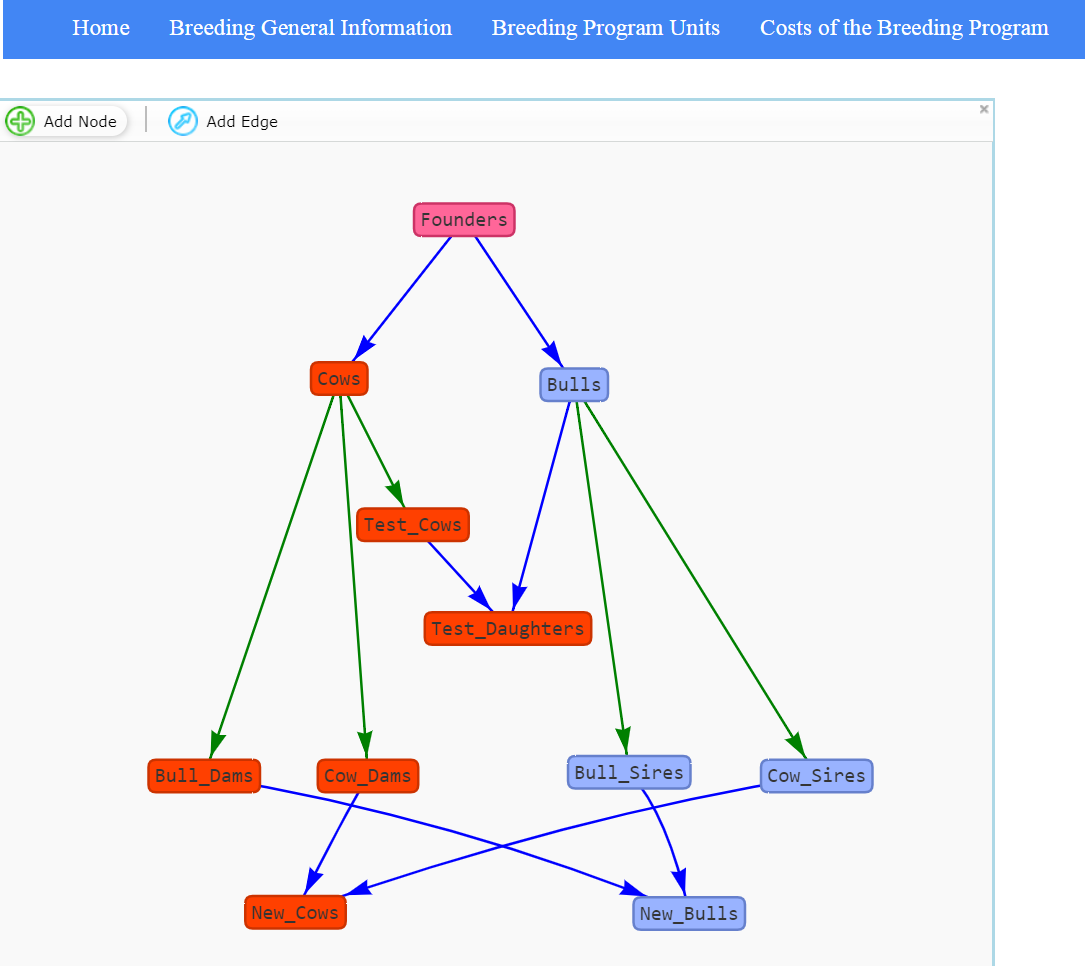 Home Breeding General Information Breeding Program Units Costs of the Breeding Program
Add Node Add Edge
Founders
Cows
Bulls
Test_Cows
Test_Daughters
Bull_Dams
Cow_Dams
Bull_Sires
Cow_Sires
New_Cows
New_Bulls